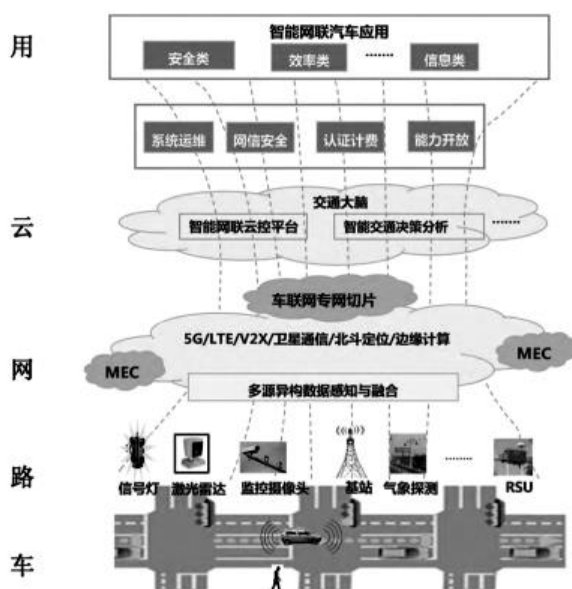 用
智能网联汽车应用
安全类 效率类 ······· 信息类
系统运维 网信安全 认证计费 能力开放
云
交通大脑
智能网联云控平台 智能交通决策分析 ·······
车联网专网切片
5G/LTE/V2X/卫星通信/北斗定位/边缘计算
网
MEC MEC
多源异构数据感知与融合
路
信号灯 激光雷达 监控摄像头 基站 气象探测 ········ RSU
车